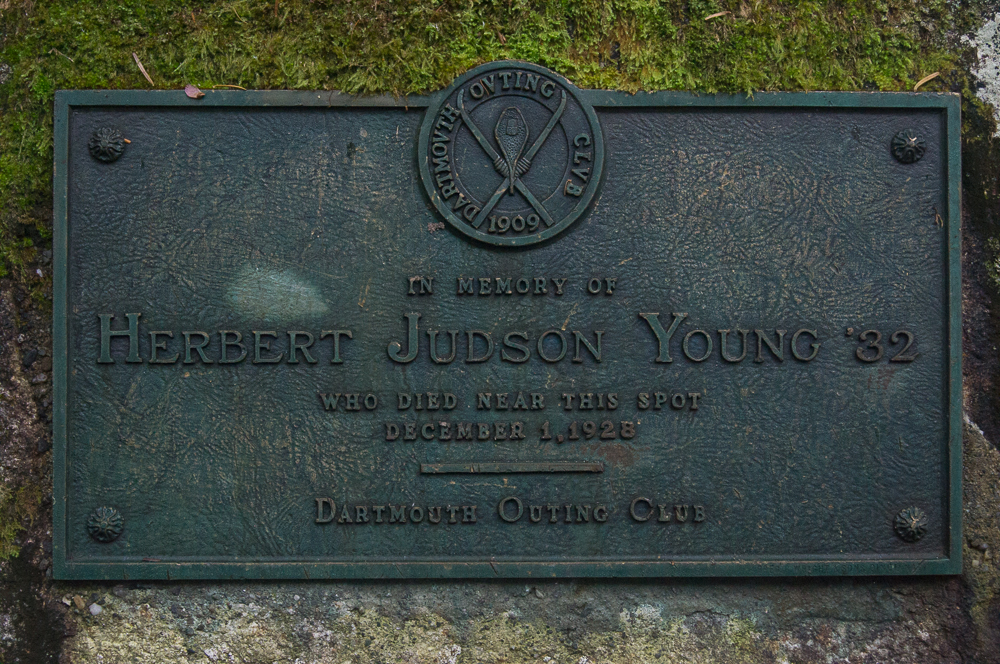 DARTMOVTH OVTING CLVB
1909
IN MEMORY OF
HERBERT JUDSON YOUNG '32
WHO DIED NEAR THIS SPOT
DECEMBER 1, 1928
DARTMOUTH OUTING CLUB